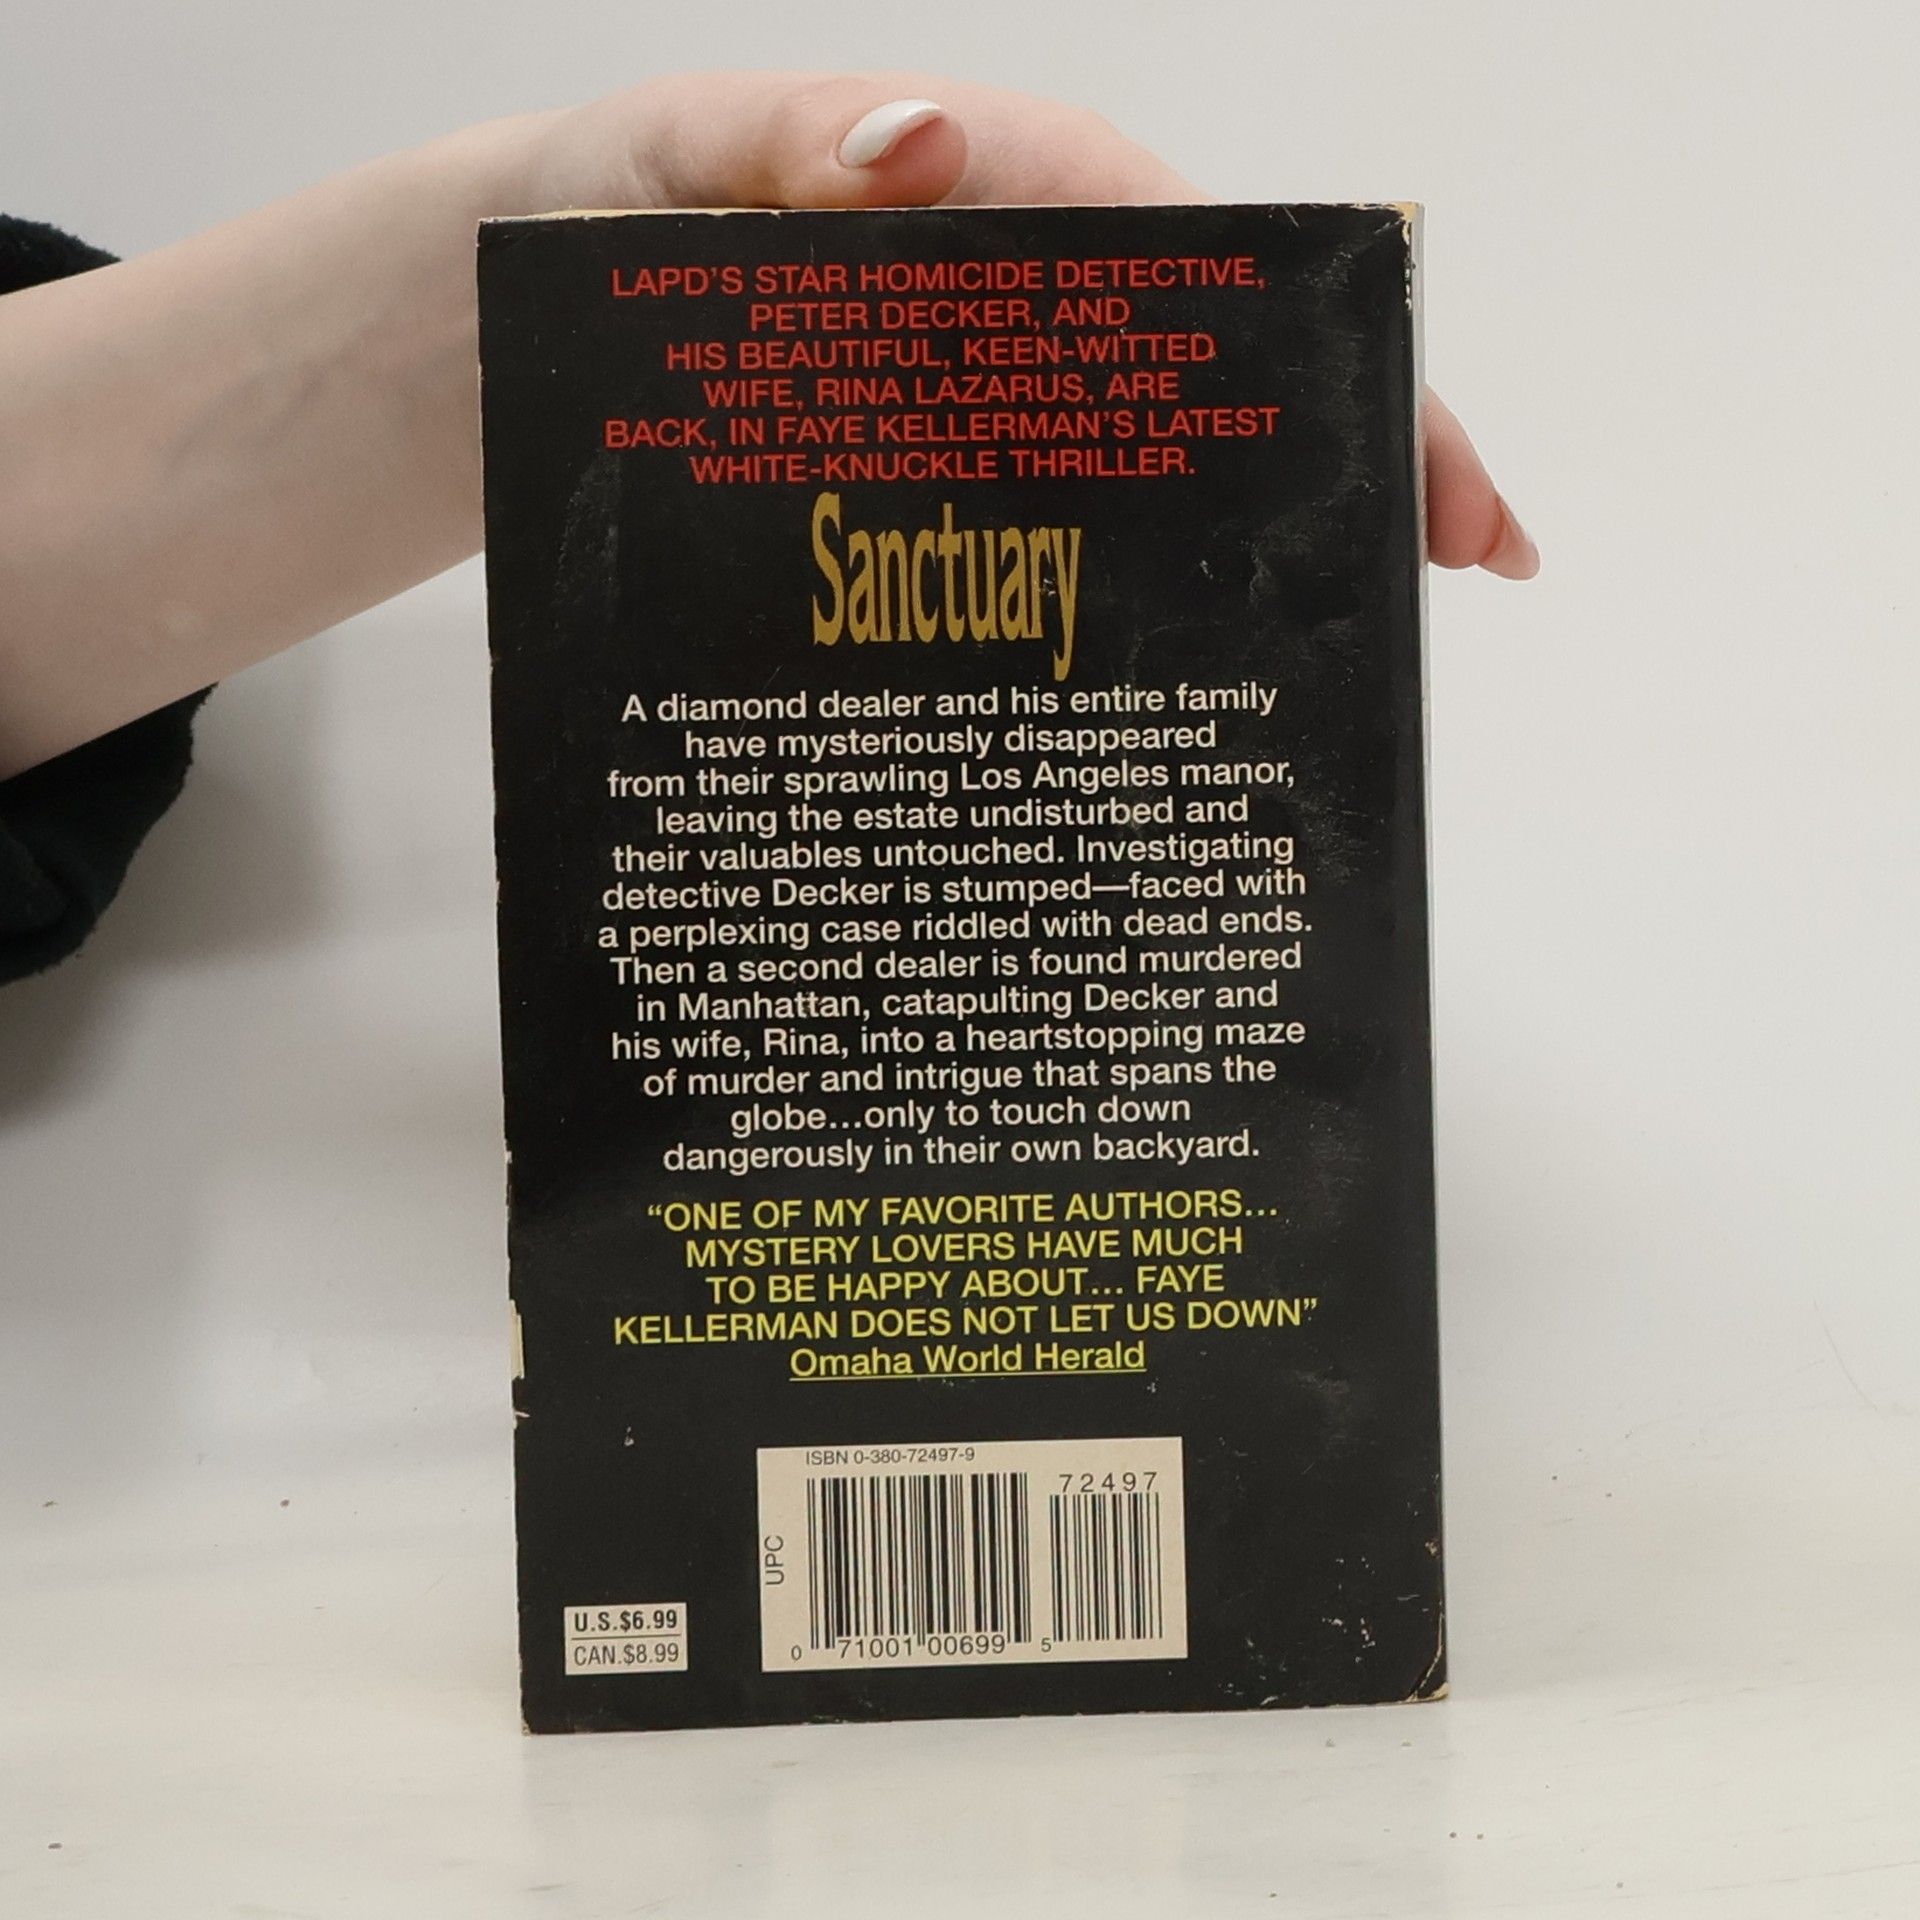 LAPD'S STAR HOMICIDE DETECTIVE,
PETER DECKER, AND
HIS BEAUTIFUL, KEEN-WITTED
WIFE, RINA LAZARUS, ARE
BACK, IN FAYE KELLERMAN'S LATEST
WHITE-KNUCKLE THRILLER.
Sanctuary
A diamond dealer and his entire family
have mysteriously disappeared
from their sprawling Los Angeles manor,
leaving the estate undisturbed and
their valuables untouched. Investigating
detective Decker is stumped—faced with
a perplexing case riddled with dead ends.
Then a second dealer is found murdered
in Manhattan, catapulting Decker and
his wife, Rina, into a heartstopping maze
of murder and intrigue that spans the
globe...only to touch down
dangerously in their own backyard.
“ONE OF MY FAVORITE AUTHORS...
MYSTERY LOVERS HAVE MUCH
TO BE HAPPY ABOUT... FAYE
KELLERMAN DOES NOT LET US DOWN”
Omaha World Herald
ISBN 0-380-72497-9
72497
UPC
0 71001 00699 5
U.S.$6.99
CAN.$8.99